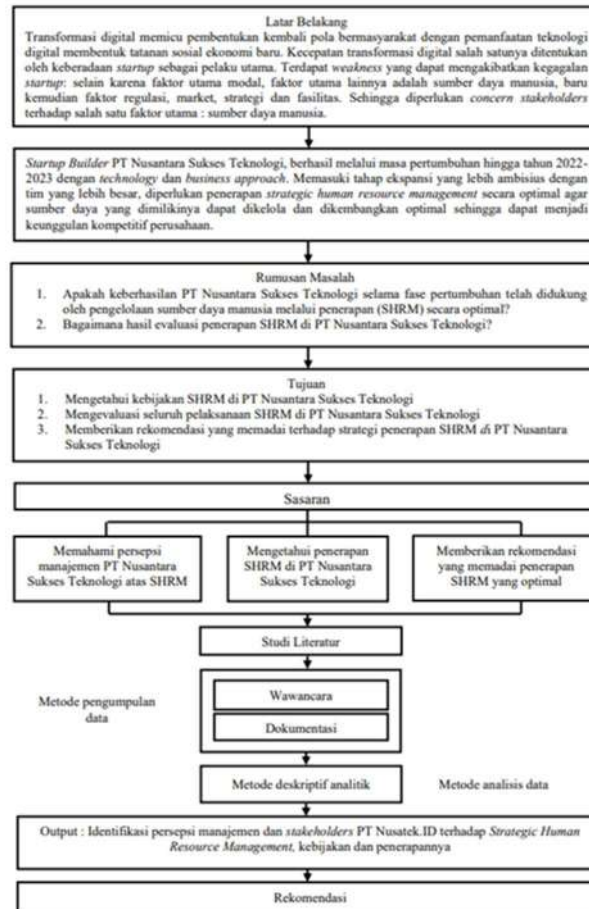 Latar Belakang
Transformasi digital memicu pembentukan kembali pola bermasyarakat dengan pemanfaatan teknologi
digital membentuk tatanan sosial ekonomi baru. Kecepatan transformasi digital salah satunya ditentukan
oleh keberadaan startup sebagai pelaku utama. Terdapat weakness yang dapat mengakibatkan kegagalan
startup: selain karena faktor utama modal, faktor utama lainnya adalah sumber daya manusia, baru
kemudian faktor regulasi, market, strategi dan fasilitas. Sehingga diperlukan concern stakeholders
terhadap salah satu faktor utama : sumber daya manusia.
Startup Builder PT Nusantara Sukses Teknologi, berhasil melalui masa pertumbuhan hingga tahun 2022-
2023 dengan technology dan business approach. Memasuki tahap ekspansi yang lebih ambisius dengan
tim yang lebih besar, diperlukan penerapan strategic human resource management secara optimal agar
sumber daya yang dimilikinya dapat dikelola dan dikembangkan optimal sehingga dapat menjadi
keunggulan kompetitif perusahaan.
Rumusan Masalah
1. Apakah keberhasilan PT Nusantara Sukses Teknologi selama fase pertumbuhan telah didukung
oleh pengelolaan sumber daya manusia melalui penerapan (SHRM) secara optimal?
2. Bagaimana hasil evaluasi penerapan SHRM di PT Nusantara Sukses Teknologi?
Tujuan
1. Mengetahui kebijakan SHRM di PT Nusantara Sukses Teknologi
2. Mengevaluasi seluruh pelaksanaan SHRM di PT Nusantara Sukses Teknologi
3. Memberikan rekomendasi yang memadai terhadap strategi penerapan SHRM di PT Nusantara
Sukses Teknologi
Sasaran
Memahami persepsi
manajemen PT Nusantara
Sukses Teknologi atas SHRM
Mengetahui penerapan
SHRM di PT Nusantara
Sukses Teknologi
Memberikan rekomendasi
yang memadai penerapan
SHRM yang optimal
Studi Literatur
Metode pengumpulan
data
Wawancara
Dokumentasi
Metode deskriptif analitik
Metode analisis data
Output : Identifikasi persepsi manajemen dan stakeholders PT Nusatek.ID terhadap Strategic Human
Resource Management, kebijakan dan penerapannya
Rekomendasi